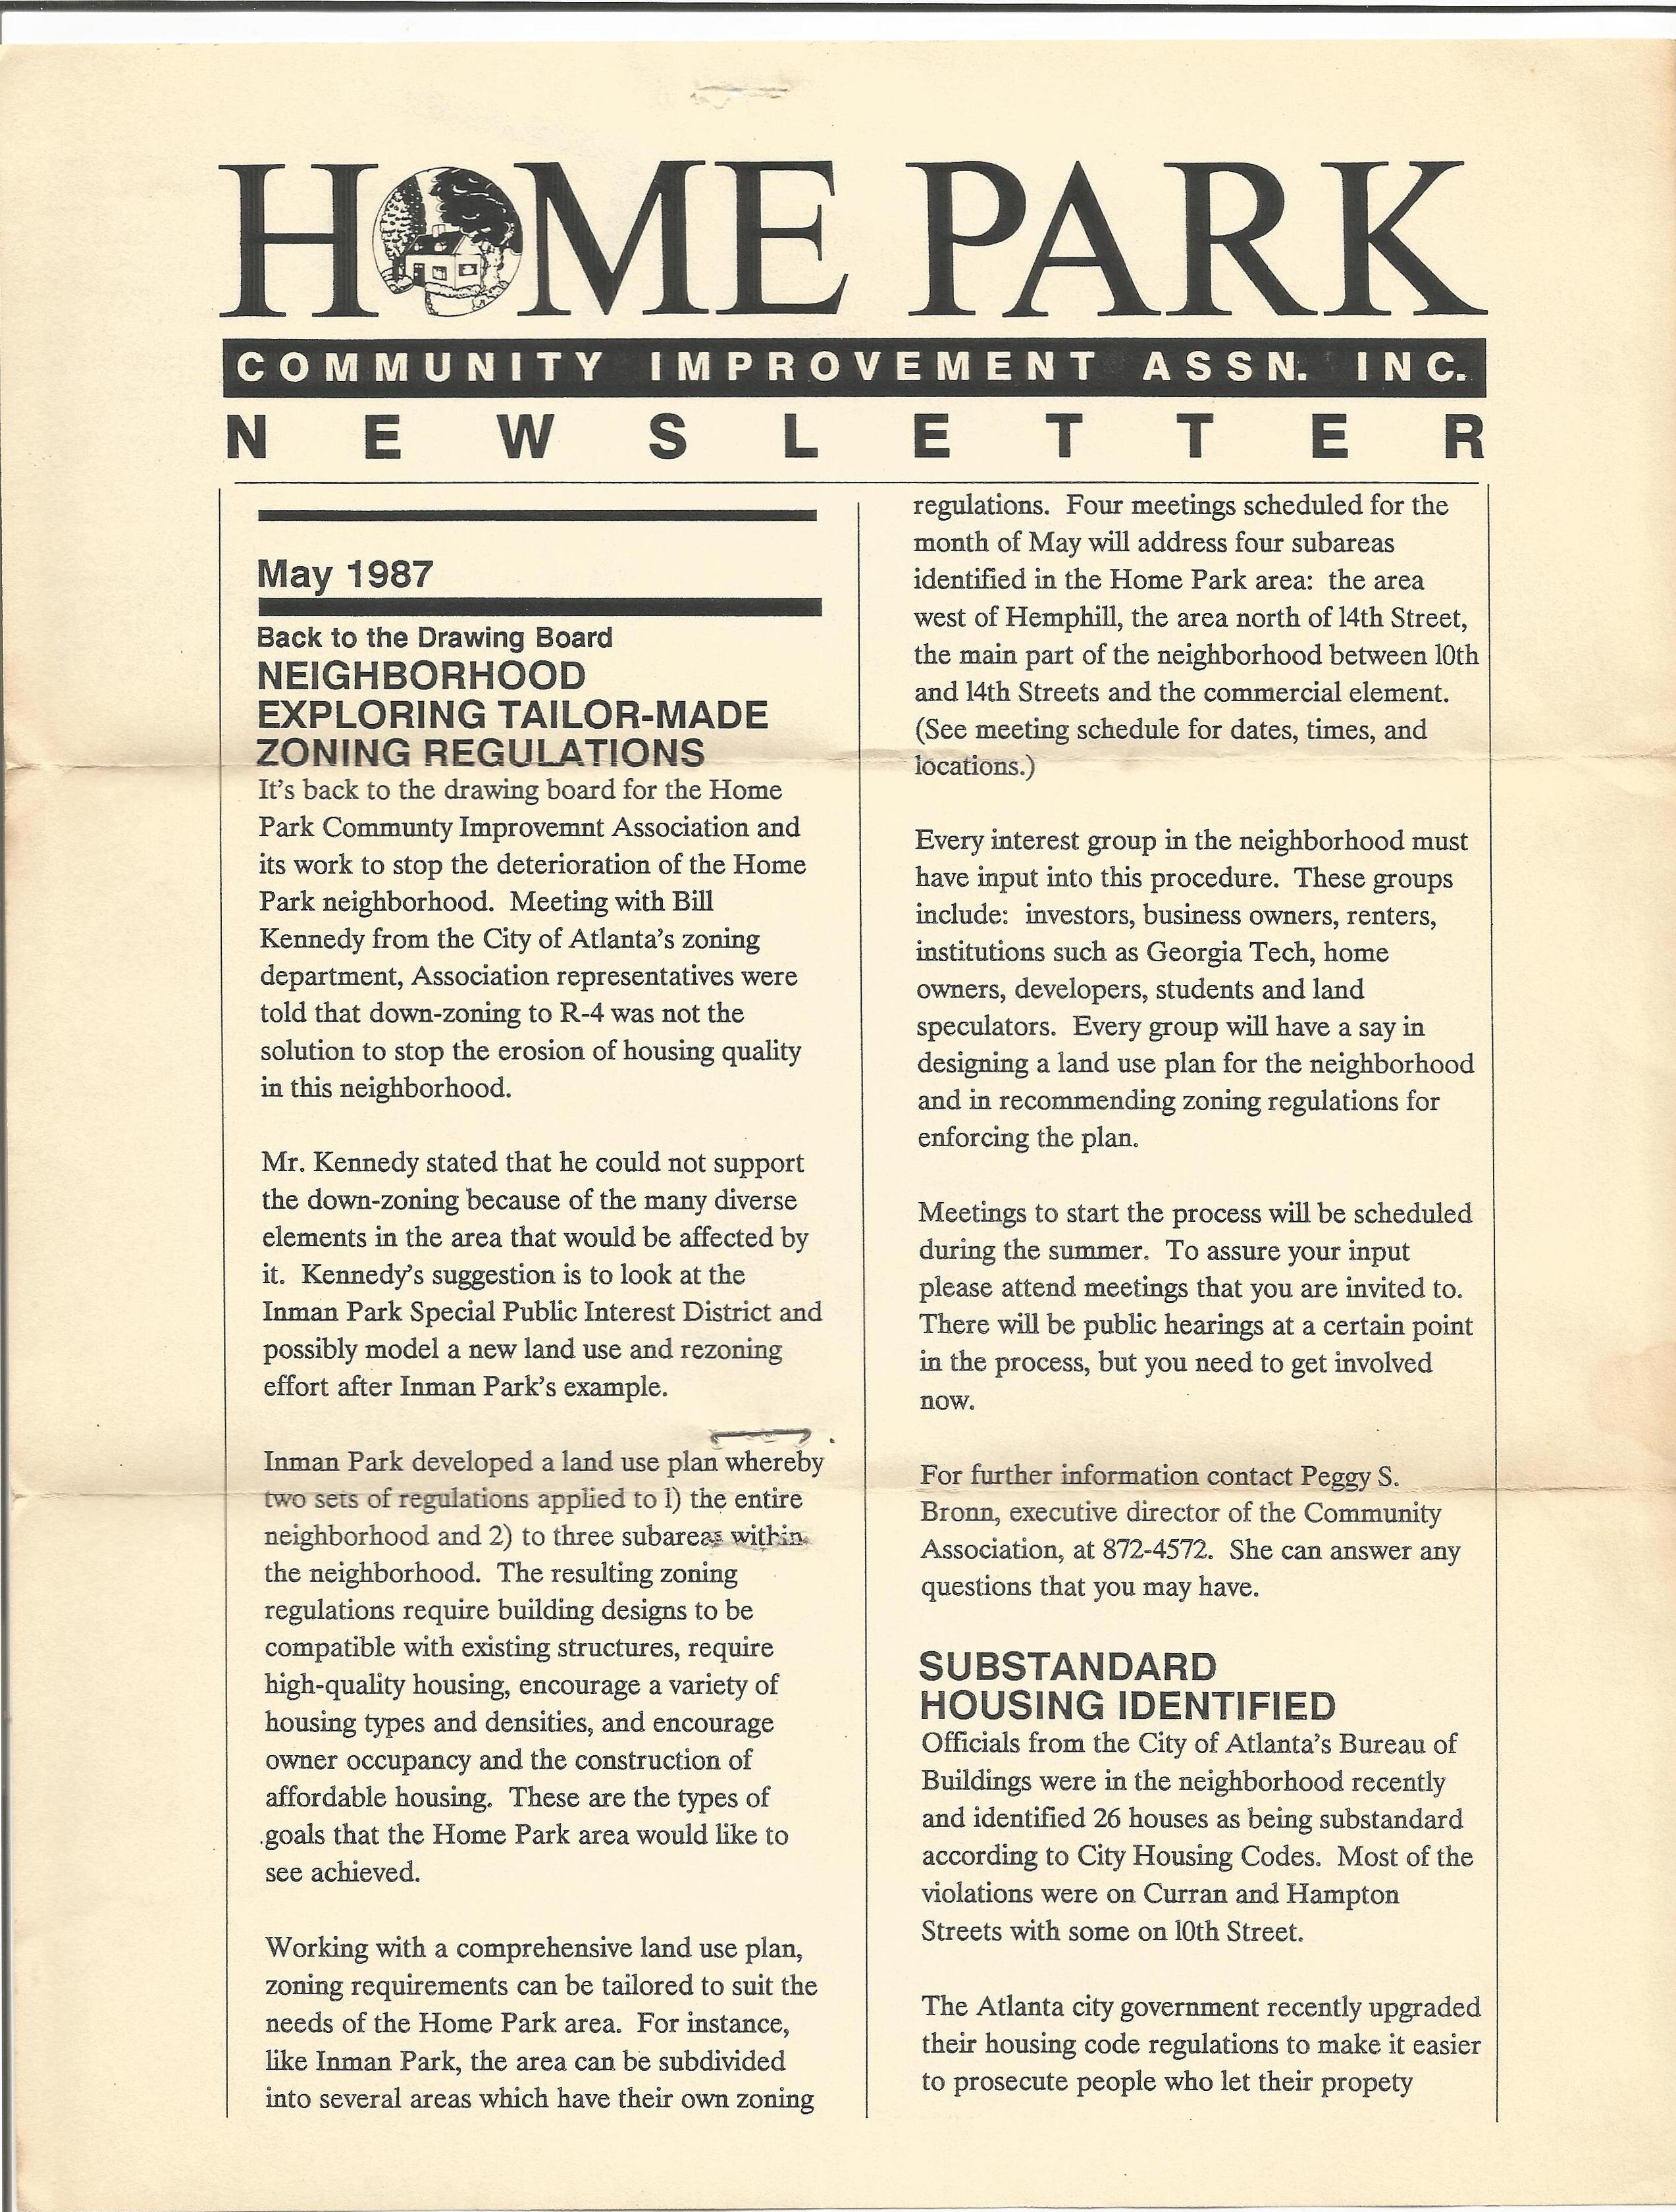 HOME PARK
COMMUNITY IMPROVEMENT ASSN. INC.
NEWSLETTER
May 1987
Back to the Drawing Board
NEIGHBORHOOD
EXPLORING TAILOR-MADE
ZONING REGULATIONS
It's back to the drawing board for the Home
Park Communty Improvemnt Association and
its work to stop the deterioration of the Home
Park neighborhood. Meeting with Bill
Kennedy from the City of Atlanta's zoning
department, Association representatives were
told that down-zoning to R-4 was not the
solution to stop the erosion of housing quality
in this neighborhood.
Mr. Kennedy stated that he could not support
the down-zoning because of the many diverse
elements in the area that would be affected by
it. Kennedy's suggestion is to look at the
Inman Park Special Public Interest District and
possibly model a new land use and rezoning
effort after Inman Park's example.
Inman Park developed a land use plan whereby
two sets of regulations applied to 1) the entire
neighborhood and 2) to three subareas within
the neighborhood. The resulting zoning
regulations require building designs to be
compatible with existing structures, require
high-quality housing, encourage a variety of
housing types and densities, and encourage
owner occupancy and the construction of
affordable housing. These are the types of
goals that the Home Park area would like to
see achieved.
Working with a comprehensive land use plan,
zoning requirements can be tailored to suit the
needs of the Home Park area. For instance,
like Inman Park, the area can be subdivided
into several areas which have their own zoning
regulations. Four meetings scheduled for the
month of May will address four subareas
identified in the Home Park area: the area
west of Hemphill, the area north of 14th Street,
the main part of the neighborhood between 10th
and 14th Streets and the commercial element.
(See meeting schedule for dates, times, and
locations.)
Every interest group in the neighborhood must
have input into this procedure. These groups
include: investors, business owners, renters,
institutions such as Georgia Tech, home
owners, developers, students and land
speculators. Every group will have a say in
designing a land use plan for the neighborhood
and in recommending zoning regulations for
enforcing the plan.
Meetings to start the process will be scheduled
during the summer. To assure your input
please attend meetings that you are invited to.
There will be public hearings at a certain point
in the process, but you need to get involved
now.
For further information contact Peggy S.
Bronn, executive director of the Community
Association, at 872-4572. She can answer any
questions that you may have.
SUBSTANDARD
HOUSING IDENTIFIED
Officials from the City of Atlanta's Bureau of
Buildings were in the neighborhood recently
and identified 26 houses as being substandard
according to City Housing Codes. Most of the
violations were on Curran and Hampton
Streets with some on 10th Street.
The Atlanta city government recently upgraded
their housing code regulations to make it easier
to prosecute people who let their propety